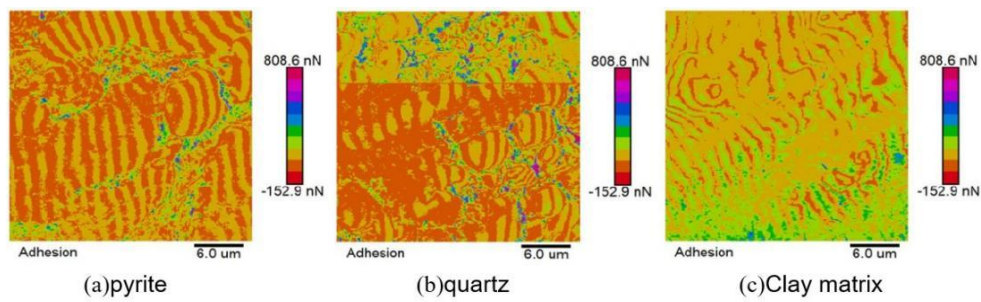 808.6 nN
-152.9 nN
Adhesion
6.0 um
(a)pyrite
808.6 nN
-152.9 nN
Adhesion
6.0 um
(b)quartz
808.6 nN
-152.9 nN
Adhesion
6.0 um
(c)Clay matrix